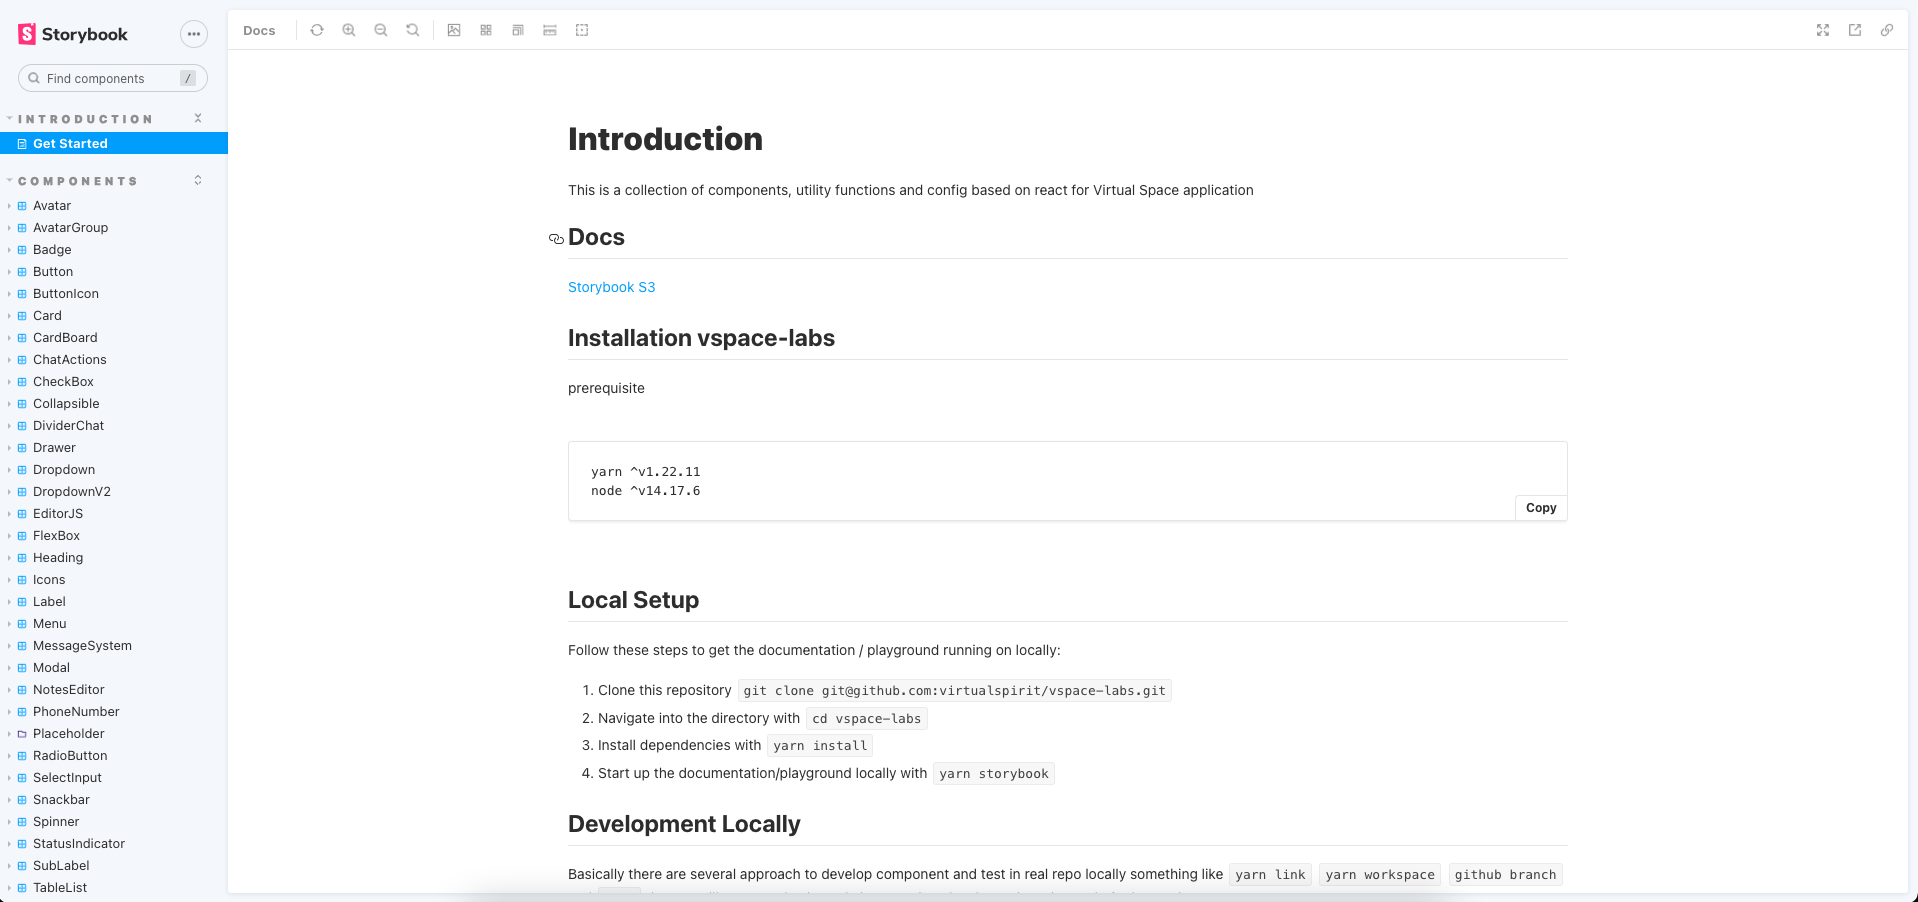 Storybook
Find components /
INTRODUCTION
Get Started
COMPONENTS
Avatar
AvatarGroup
Badge
Button
ButtonIcon
Card
CardBoard
ChatActions
CheckBox
Collapsible
DividerChat
Drawer
Dropdown
DropdownV2
EditorJS
FlexBox
Heading
Icons
Label
Menu
MessageSystem
Modal
NotesEditor
PhoneNumber
Placeholder
RadioButton
SelectInput
Snackbar
Spinner
StatusIndicator
SubLabel
TableList
Docs
Introduction
This is a collection of components, utility functions and config based on react for Virtual Space application
Docs
Storybook S3
Installation vspace-labs
prerequisite
yarn ^v1.22.11
node ^v14.17.6
Copy
Local Setup
Follow these steps to get the documentation / playground running on locally:
1. Clone this repository git clone git@github.com:virtualspirit/vspace-labs.git
2. Navigate into the directory with cd vspace-labs
3. Install dependencies with yarn install
4. Start up the documentation/playground locally with yarn storybook
Development Locally
Basically there are several approach to develop component and test in real repo locally something like yarn link yarn workspace github branch